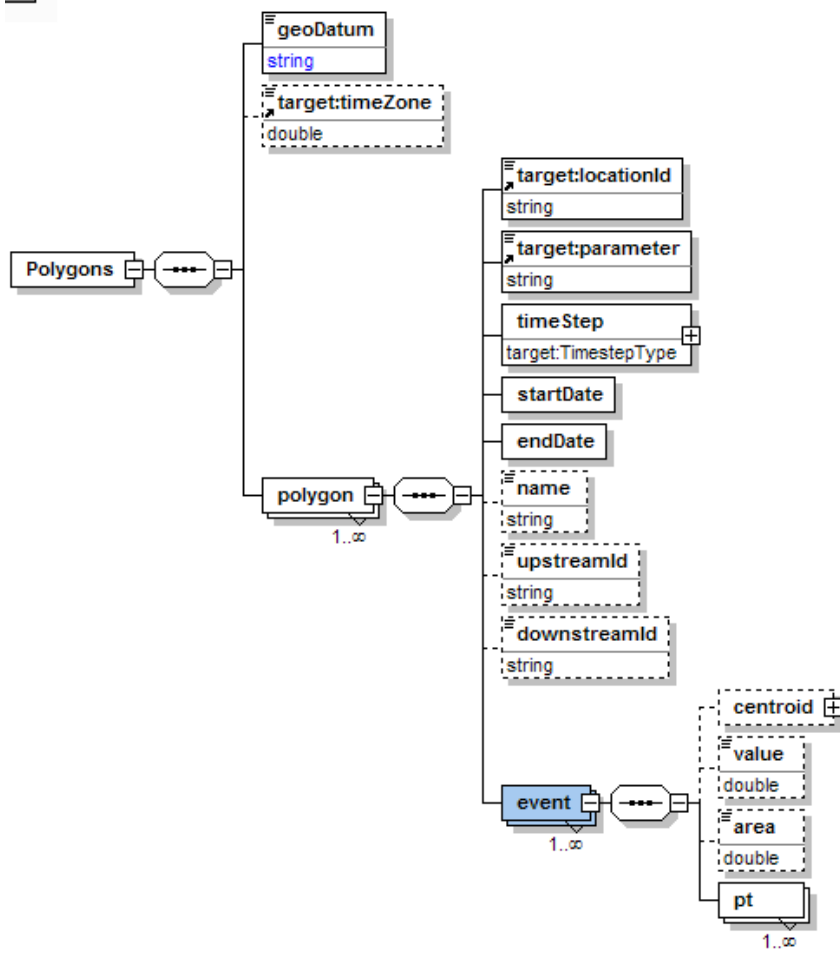 geoDatum
string
target:timeZone
double
target:locationId
string
target:parameter
string
Polygons
timeStep
target:TimestepType
startDate
endDate
polygon
1..∞
name
string
upstreamId
string
downstreamId
string
centroid
value
double
event
1..∞
area
double
pt
1..∞